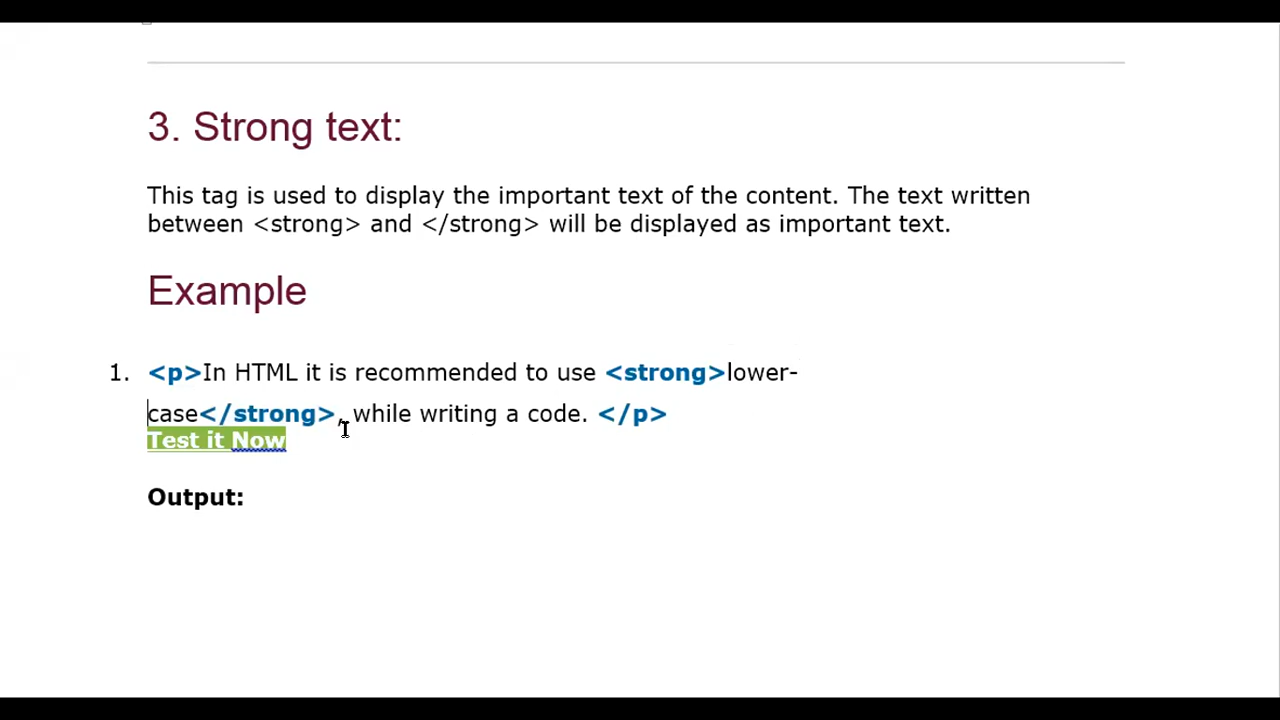 3. Strong text:
This tag is used to display the important text of the content. The text written
between <strong> and </strong> will be displayed as important text.
Example
1. <p>In HTML it is recommended to use <strong>lower-
case</strong>, while writing a code. </p>
Test it Now
Output: